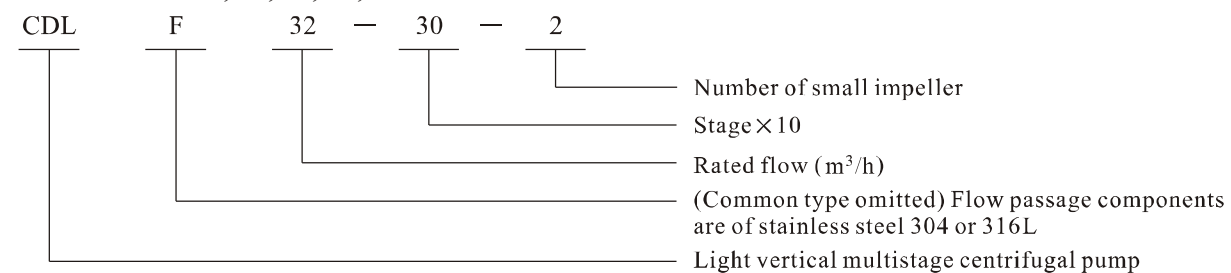 CDL F 32 — 30 — 2
Number of small impeller
Stage×10
Rated flow (m³/h)
(Common type omitted) Flow passage components
are of stainless steel 304 or 316L
Light vertical multistage centrifugal pump